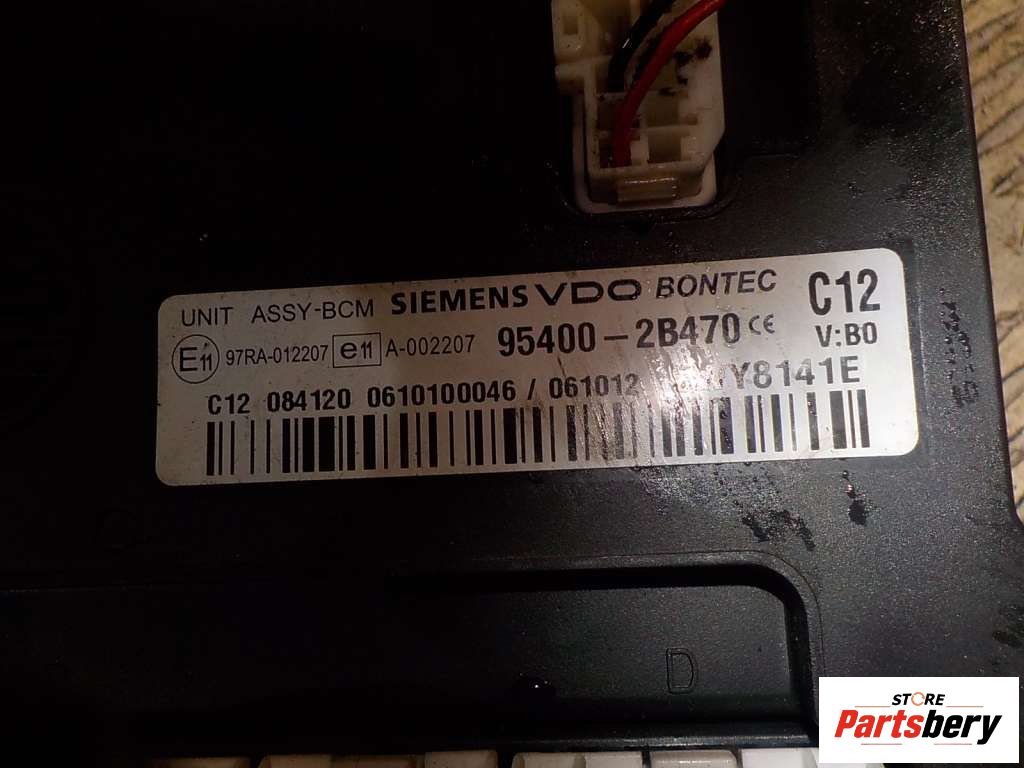 UNIT ASSY-BCM SIEMENS VDO BONTEC C12
E11 97RA-012207 e11 A-002207 95400-2B470 CE V:B0
C12 084120 0610100046 / 061012 Y8141E
D
STORE
Partsbery